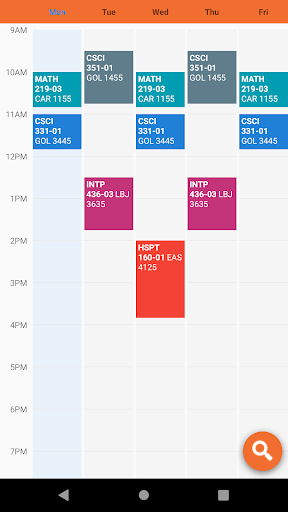 Mon Tue Wed Thu Fri
9AM
CSCI
351-01
GOL 1455
CSCI
351-01
GOL 1455
10AM
MATH
219-03
CAR 1155
MATH
219-03
CAR 1155
MATH
219-03
CAR 1155
11AM
CSCI
331-01
GOL 3445
CSCI
331-01
GOL 3445
CSCI
331-01
GOL 3445
12PM
INTP
436-03 LBJ
3635
INTP
436-03 LBJ
3635
1PM
2PM
HSPT
160-01 EAS
4125
3PM
4PM
5PM
6PM
7PM